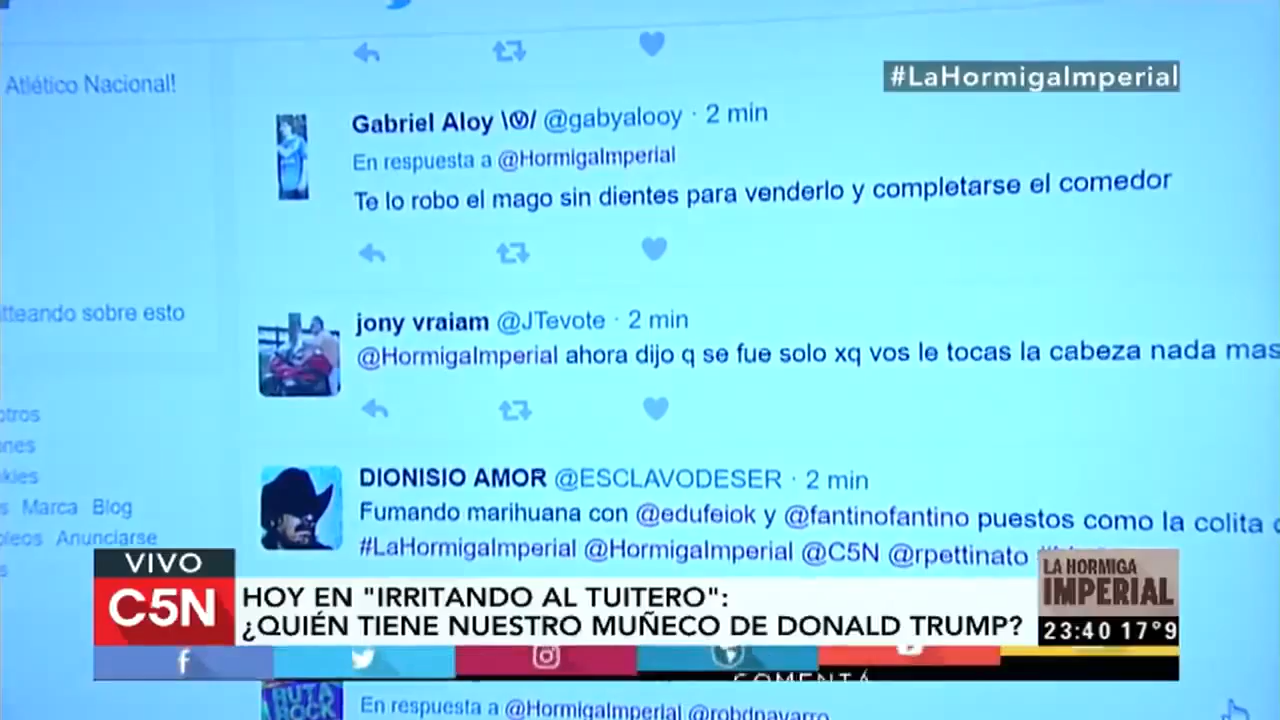 Atlético Nacional!
#LaHormigaImperial
Gabriel Aloy \Ⓥ/ @gabyalooy · 2 min
En respuesta a @HormigaImperial
Te lo robo el mago sin dientes para venderlo y completarse el comedor
tteando sobre esto
jony vraiam @JTevote · 2 min
@HormigaImperial ahora dijo q se fue solo xq vos le tocas la cabeza nada mas
otros
DIONISIO AMOR @ESCLAVODESER · 2 min
Marca Blog
Fumando marihuana con @edufeiok y @fantinofantino puestos como la colita
Anunciarse
#LaHormigaImperial @HormigaImperial @C5N @rpettinato
VIVO
C5N
HOY EN "IRRITANDO AL TUITERO":
¿QUIÉN TIENE NUESTRO MUÑECO DE DONALD TRUMP?
LA HORMIGA
IMPERIAL
23:40 17°9
COMENTÁ
RUTA
ROCK
En respuesta a @HormigaImperial @robdnavarro